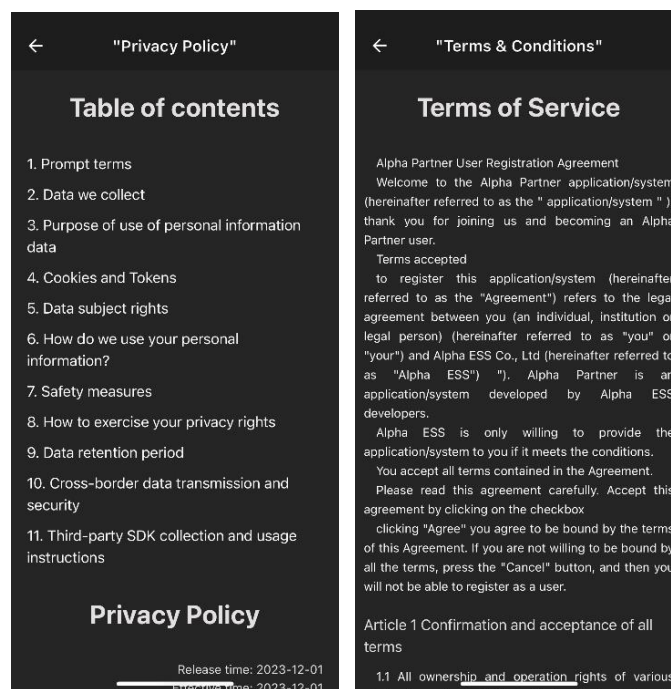 "Privacy Policy"
Table of contents
1. Prompt terms
2. Data we collect
3. Purpose of use of personal information
data
4. Cookies and Tokens
5. Data subject rights
6. How do we use your personal
information?
7. Safety measures
8. How to exercise your privacy rights
9. Data retention period
10. Cross-border data transmission and
security
11. Third-party SDK collection and usage
instructions
Privacy Policy
Release time: 2023-12-01
Effective time: 2023-12-01
"Terms & Conditions"
Terms of Service
Alpha Partner User Registration Agreement
Welcome to the Alpha Partner application/system
(hereinafter referred to as the " application/system " )
thank you for joining us and becoming an Alpha
Partner user.
Terms accepted
to register this application/system (hereinafter
referred to as the "Agreement") refers to the legal
agreement between you (an individual, institution or
legal person) (hereinafter referred to as "you" or
"your") and Alpha ESS Co., Ltd (hereinafter referred to
as "Alpha ESS") "). Alpha Partner is an
application/system developed by Alpha ESS
developers.
Alpha ESS is only willing to provide the
application/system to you if it meets the conditions.
You accept all terms contained in the Agreement.
Please read this agreement carefully. Accept this
agreement by clicking on the checkbox
clicking "Agree" you agree to be bound by the terms
of this Agreement. If you are not willing to be bound by
all the terms, press the "Cancel" button, and then you
will not be able to register as a user.
Article 1 Confirmation and acceptance of all
terms
1.1 All ownership and operation rights of various